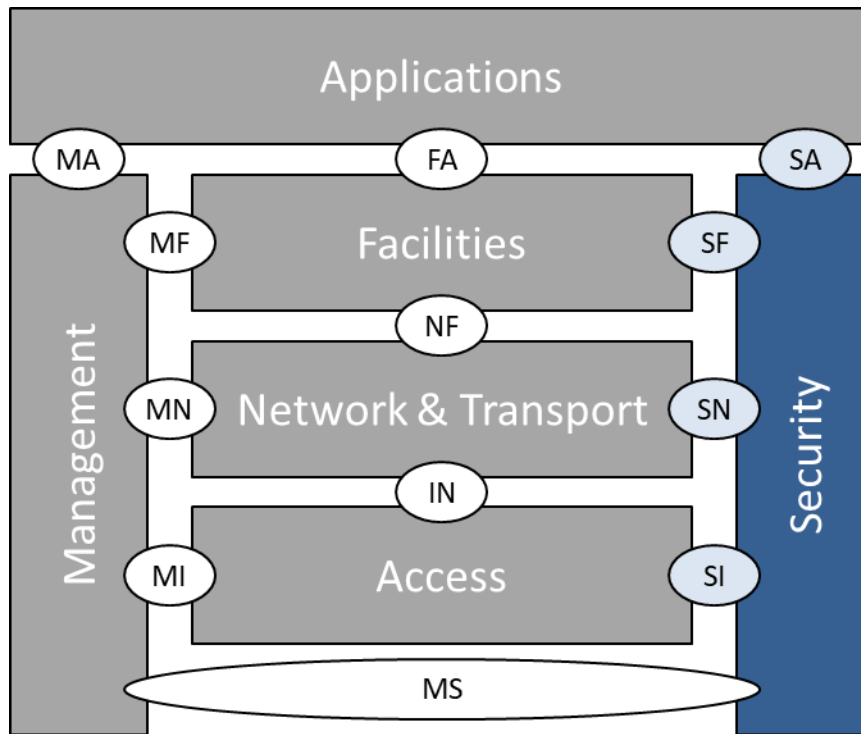 Applications
MA
FA
SA
MF
Facilities
SF
NF
Management
MN
Network & Transport
SN
Security
IN
MI
Access
SI
MS